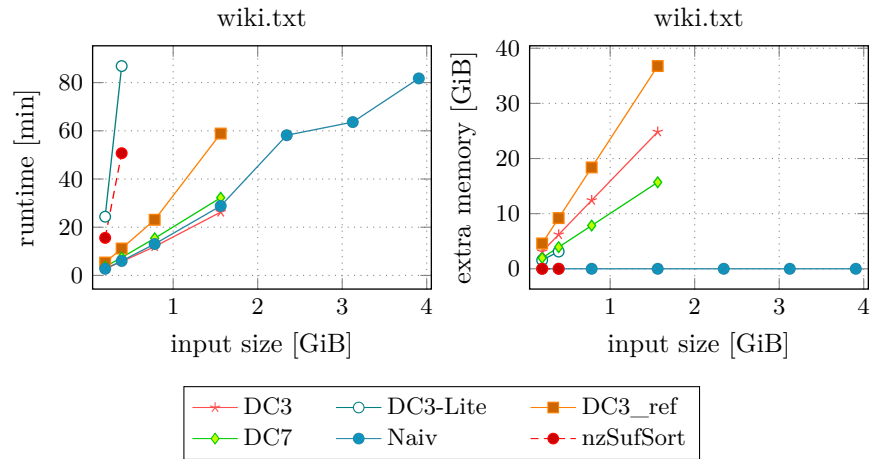 wiki.txt
runtime [min]
80
60
40
20
0
1
2
3
4
input size [GiB]
wiki.txt
extra memory [GiB]
40
30
20
10
0
1
2
3
4
input size [GiB]
DC3
DC3-Lite
DC3_ref
DC7
Naiv
nzSufSort